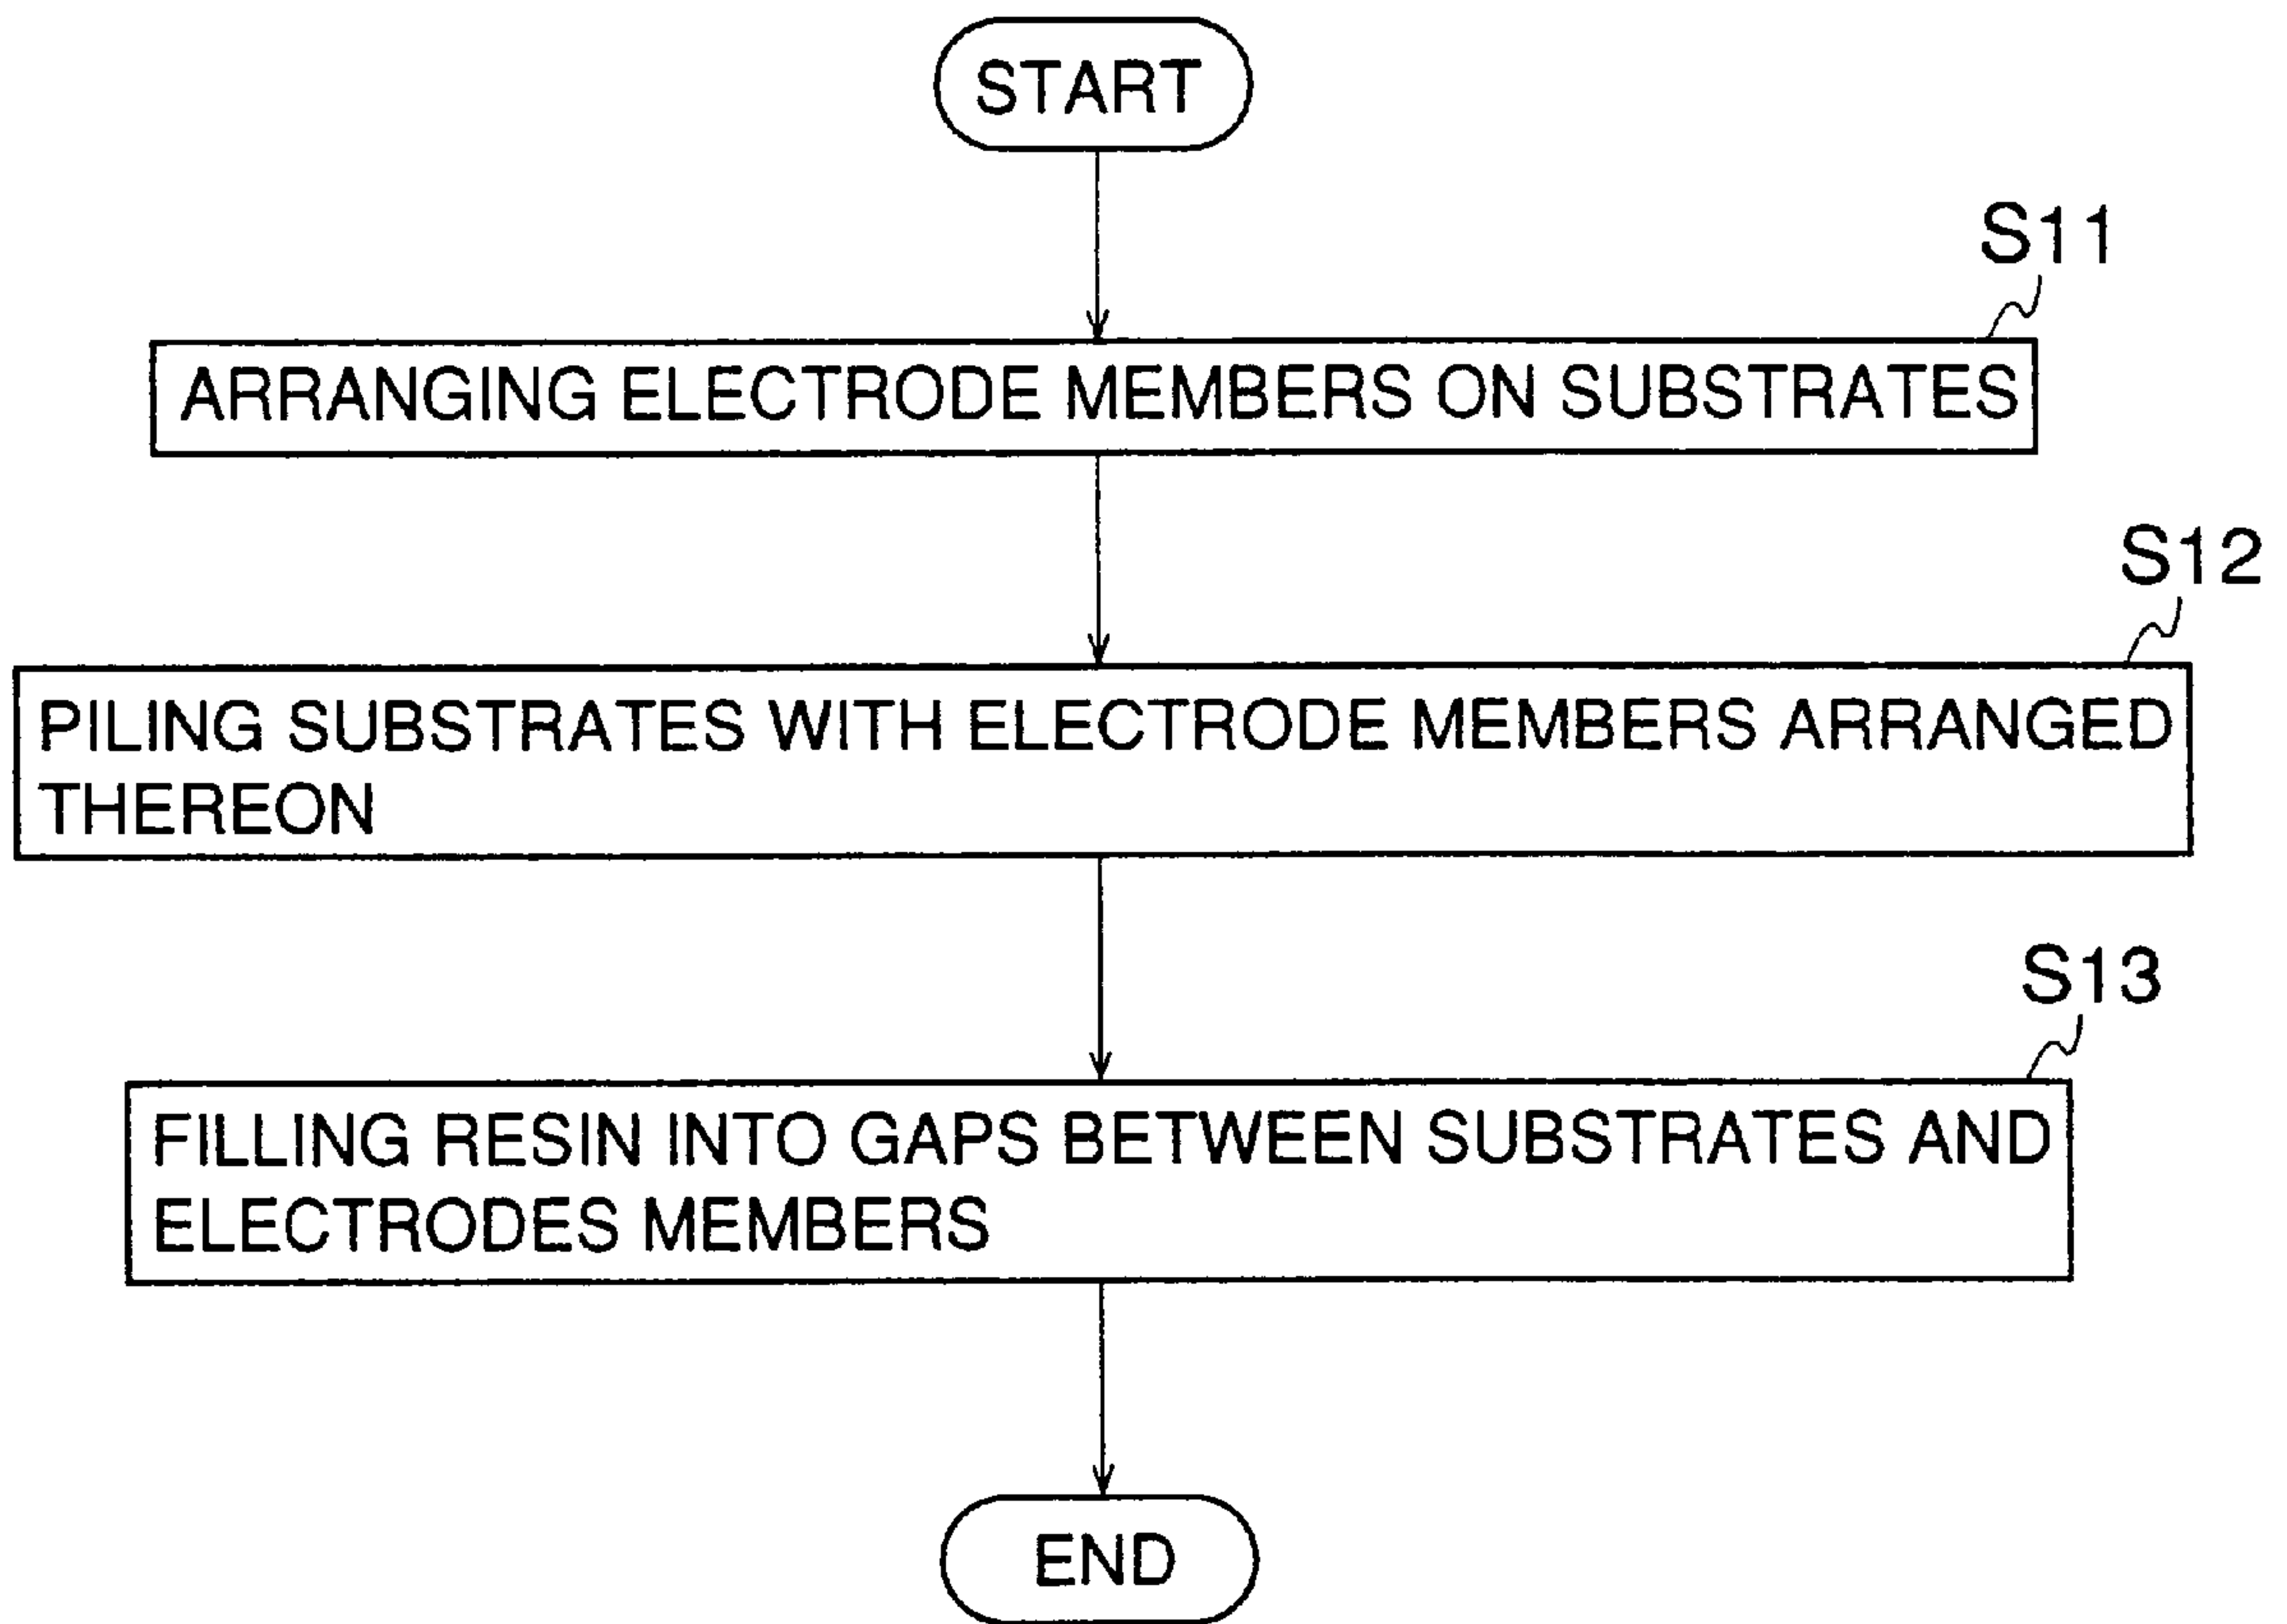 START
S11
ARRANGING ELECTRODE MEMBERS ON SUBSTRATES
S12
PILING SUBSTRATES WITH ELECTRODE MEMBERS ARRANGED
THEREON
S13
FILLING RESIN INTO GAPS BETWEEN SUBSTRATES AND
ELECTRODES MEMBERS
END